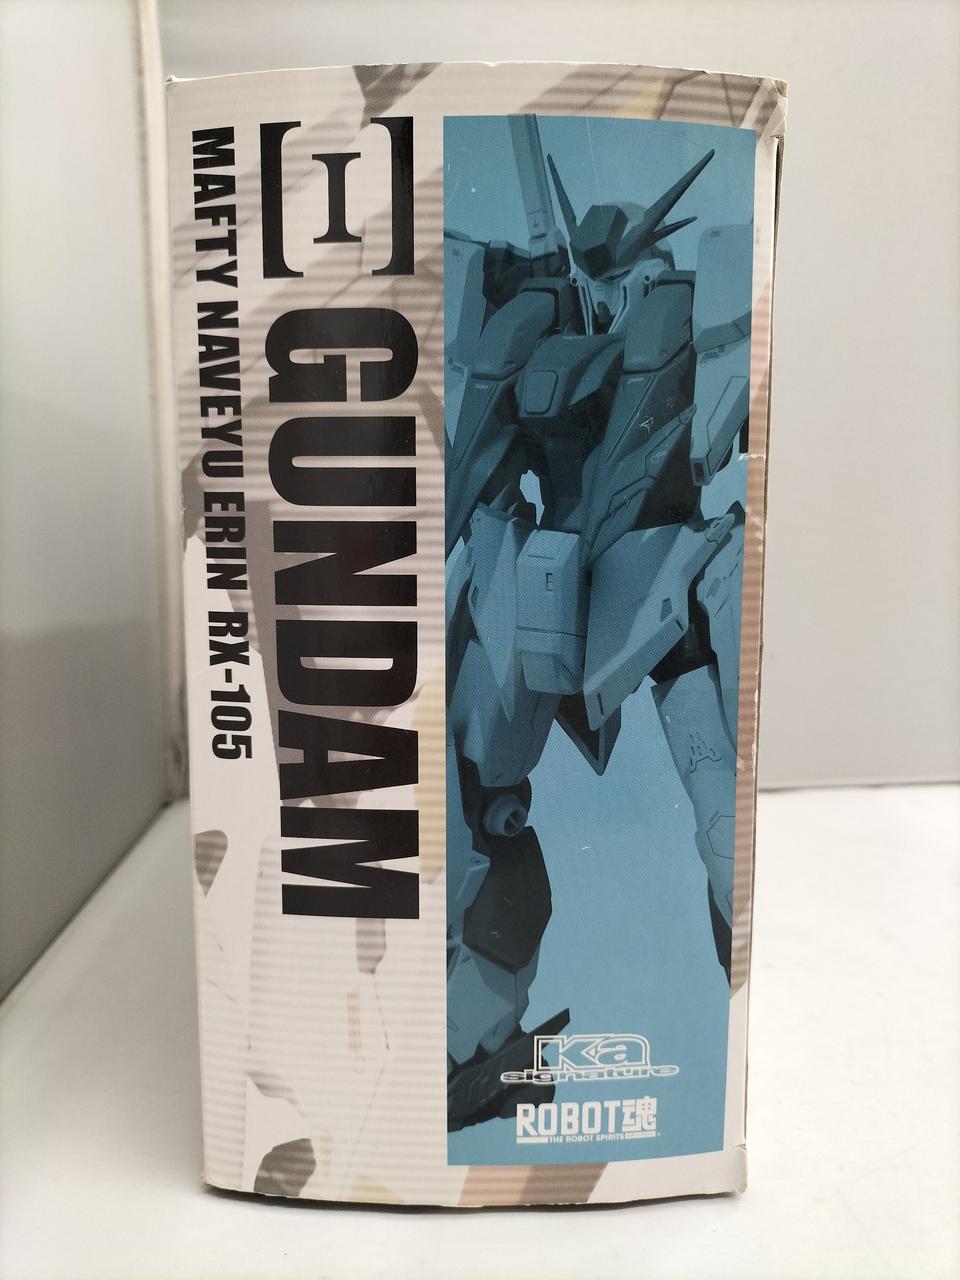 Ξ GUNDAM
MAFTY NAVEYU ERIN RX-105
Ka
signature
ROBOT魂
THE ROBOT SPIRITS